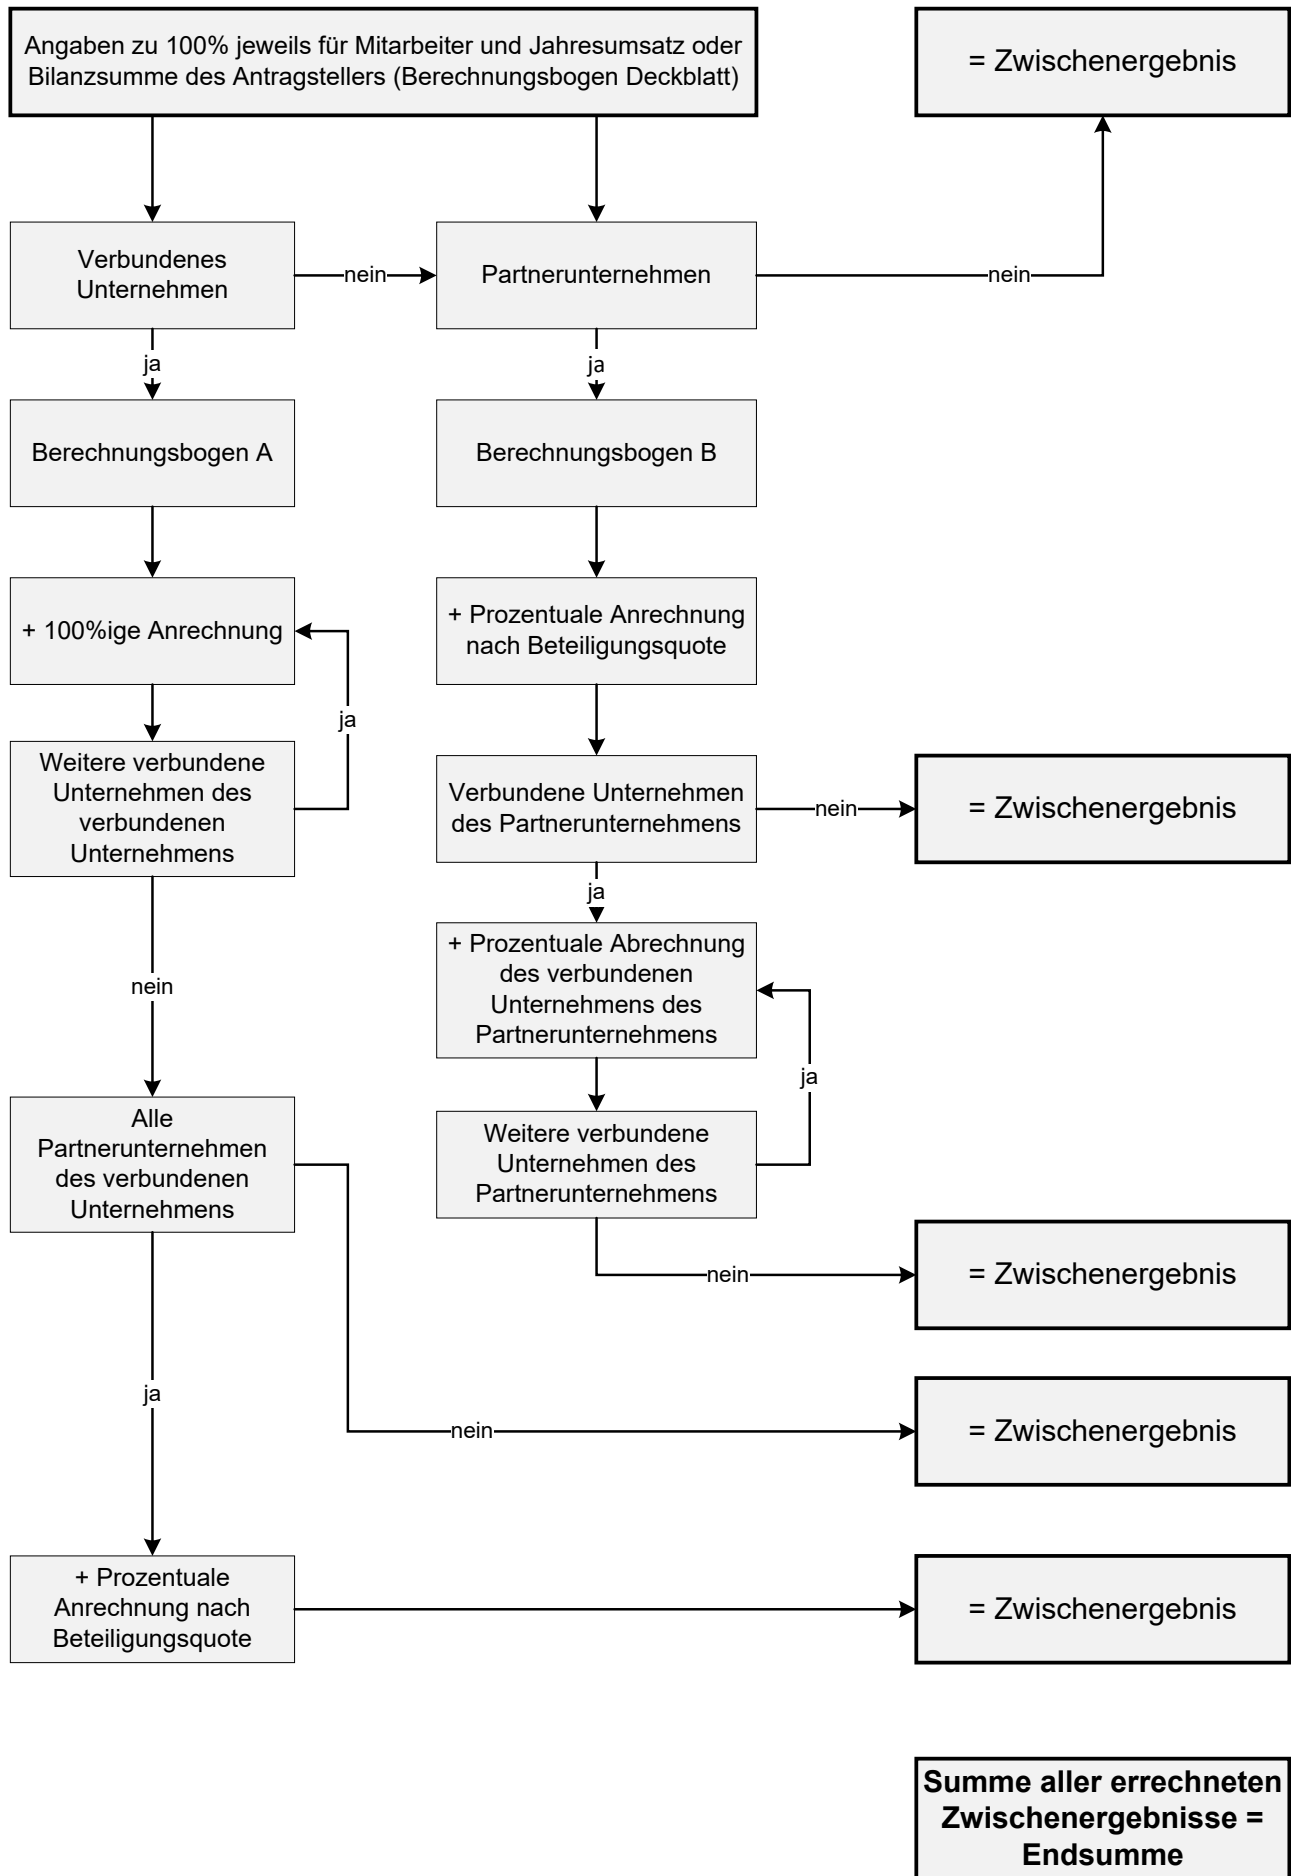 Angaben zu 100% jeweils für Mitarbeiter und Jahresumsatz oder
Bilanzsumme des Antragstellers (Berechnungsbogen Deckblatt)
= Zwischenergebnis
Verbundenes
Unternehmen
nein
Partnerunternehmen
nein
ja
ja
Berechnungsbogen A
Berechnungsbogen B
+ 100%ige Anrechnung
+ Prozentuale Anrechnung
nach Beteiligungsquote
ja
Weitere verbundene
Unternehmen des
verbundenen
Unternehmens
Verbundene Unternehmen
des Partnerunternehmens
nein
= Zwischenergebnis
ja
nein
+ Prozentuale Abrechnung
des verbundenen
Unternehmens des
Partnerunternehmens
ja
Alle
Partnerunternehmen
des verbundenen
Unternehmens
Weitere verbundene
Unternehmen des
Partnerunternehmens
nein
= Zwischenergebnis
ja
nein
= Zwischenergebnis
+ Prozentuale
Anrechnung nach
Beteiligungsquote
= Zwischenergebnis
Summe aller errechneten
Zwischenergebnisse =
Endsumme